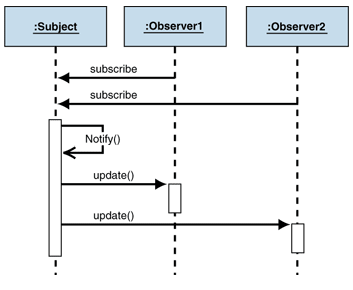 :Subject
:Observer1
:Observer2
subscribe
subscribe
Notify()
update()
update()